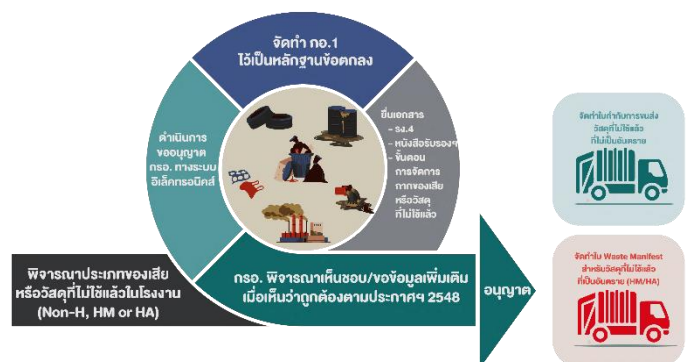 จัดทำ กอ.1
ไว้เป็นหลักฐานข้อตกลง
ดำเนินการ
ขออนุญาต
กรอ. ทางระบบ
อิเล็กทรอนิคส์
ยื่นเอกสาร
- รง.4
- หนังสือรับรองฯ
- ขั้นตอน
การจัดการ
กากของเสีย
หรือวัสดุ
ที่ไม่ใช้แล้ว
พิจารณาประเภทของเสีย
หรือวัสดุที่ไม่ใช้แล้วในโรงงาน
(Non-H, HM or HA)
กรอ. พิจารณาเห็นชอบ/ขอข้อมูลเพิ่มเติม
เมื่อเห็นว่าถูกต้องตามประกาศฯ 2548
อนุญาต
จัดทำใบกำกับการขนส่ง
วัสดุที่ไม่ใช้แล้ว
ที่ไม่เป็นอันตราย
จัดทำใบ Waste Manifest
สำหรับวัสดุที่ไม่ใช้แล้ว
ที่เป็นอันตราย (HM/HA)